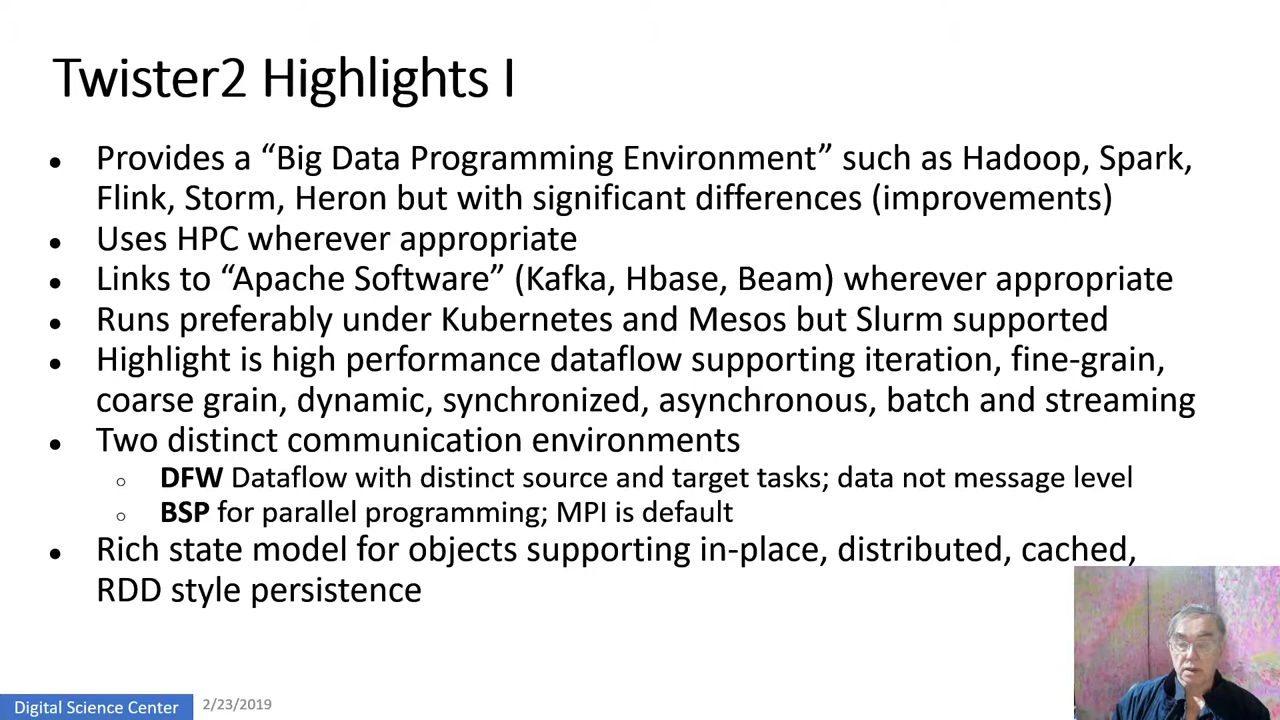 Twister2 Highlights I
● Provides a “Big Data Programming Environment” such as Hadoop, Spark,
Flink, Storm, Heron but with significant differences (improvements)
● Uses HPC wherever appropriate
● Links to “Apache Software” (Kafka, Hbase, Beam) wherever appropriate
● Runs preferably under Kubernetes and Mesos but Slurm supported
● Highlight is high performance dataflow supporting iteration, fine-grain,
coarse grain, dynamic, synchronized, asynchronous, batch and streaming
● Two distinct communication environments
○ DFW Dataflow with distinct source and target tasks; data not message level
○ BSP for parallel programming; MPI is default
● Rich state model for objects supporting in-place, distributed, cached,
RDD style persistence
Digital Science Center 2/23/2019